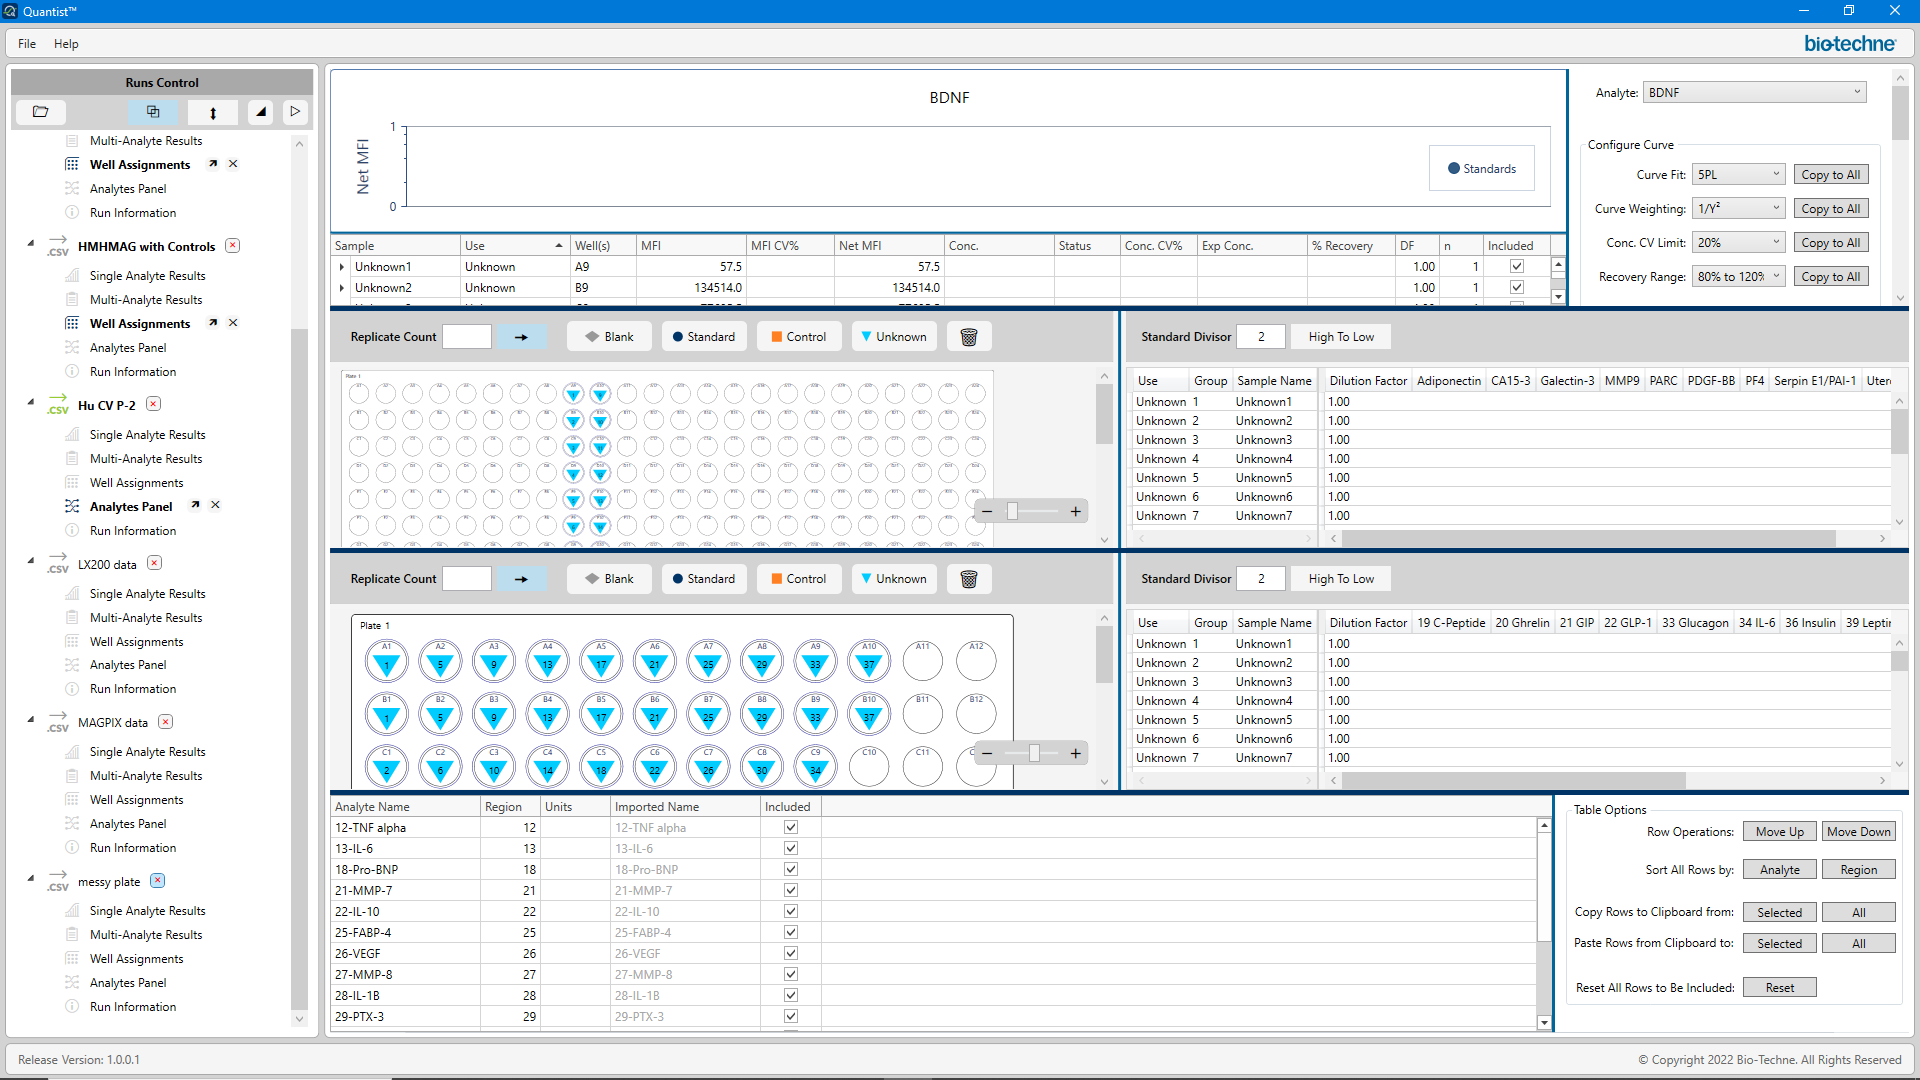 Quantist™
File Help
bio-techne
Runs Control
Multi-Analyte Results
Well Assignments
Analytes Panel
Run Information
.CSV HMHMAG with Controls
Single Analyte Results
Multi-Analyte Results
Well Assignments
Analytes Panel
Run Information
.CSV Hu CV P-2
Single Analyte Results
Multi-Analyte Results
Well Assignments
Analytes Panel
Run Information
.CSV LX200 data
Single Analyte Results
Multi-Analyte Results
Well Assignments
Analytes Panel
Run Information
.CSV MAGPIX data
Single Analyte Results
Multi-Analyte Results
Well Assignments
Analytes Panel
Run Information
.CSV messy plate
Single Analyte Results
Multi-Analyte Results
Well Assignments
Analytes Panel
Run Information
BDNF
Net MFI
1
0
Standards
Analyte: BDNF
Configure Curve
Curve Fit: 5PL Copy to All
Curve Weighting: 1/Y² Copy to All
Conc. CV Limit: 20% Copy to All
Recovery Range: 80% to 120% Copy to All
Sample Use Well(s) MFI MFI CV% Net MFI Conc. Status Conc. CV% Exp Conc. % Recovery DF n Included
Unknown1 Unknown A9 57.5 57.5 1.00 1
Unknown2 Unknown B9 134514.0 134514.0 1.00 1
Replicate Count Blank Standard Control Unknown
Standard Divisor 2 High To Low
Plate 1
Use Group Sample Name Dilution Factor Adiponectin CA15-3 Galectin-3 MMP9 PARC PDGF-BB PF4 Serpin E1/PAI-1 Uter
Unknown 1 Unknown1 1.00
Unknown 2 Unknown2 1.00
Unknown 3 Unknown3 1.00
Unknown 4 Unknown4 1.00
Unknown 5 Unknown5 1.00
Unknown 6 Unknown6 1.00
Unknown 7 Unknown7 1.00
Replicate Count Blank Standard Control Unknown
Standard Divisor 2 High To Low
Plate 1
A1 A2 A3 A4 A5 A6 A7 A8 A9 A10 A11 A12
1 5 9 13 17 21 25 29 33 37
B1 B2 B3 B4 B5 B6 B7 B8 B9 B10 B11 B12
1 5 9 13 17 21 25 29 33 37
C1 C2 C3 C4 C5 C6 C7 C8 C9 C10 C11
2 6 10 14 18 22 26 30 34
Use Group Sample Name Dilution Factor 19 C-Peptide 20 Ghrelin 21 GIP 22 GLP-1 33 Glucagon 34 IL-6 36 Insulin 39 Leptin
Unknown 1 Unknown1 1.00
Unknown 2 Unknown2 1.00
Unknown 3 Unknown3 1.00
Unknown 4 Unknown4 1.00
Unknown 5 Unknown5 1.00
Unknown 6 Unknown6 1.00
Unknown 7 Unknown7 1.00
Analyte Name Region Units Imported Name Included
12-TNF alpha 12 12-TNF alpha
13-IL-6 13 13-IL-6
18-Pro-BNP 18 18-Pro-BNP
21-MMP-7 21 21-MMP-7
22-IL-10 22 22-IL-10
25-FABP-4 25 25-FABP-4
26-VEGF 26 26-VEGF
27-MMP-8 27 27-MMP-8
28-IL-1B 28 28-IL-1B
29-PTX-3 29 29-PTX-3
Table Options
Row Operations: Move Up Move Down
Sort All Rows by: Analyte Region
Copy Rows to Clipboard from: Selected All
Paste Rows from Clipboard to: Selected All
Reset All Rows to Be Included: Reset
Release Version: 1.0.0.1
© Copyright 2022 Bio-Techne. All Rights Reserved